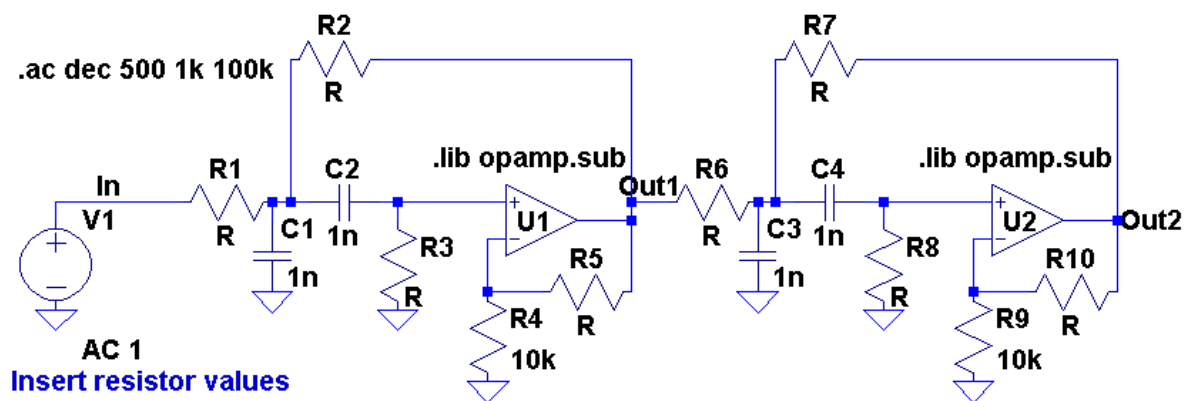 R2
R7
.ac dec 500 1k 100k
R
R
.lib opamp.sub
.lib opamp.sub
In
R1
C2
Out1
R6
C4
V1
+
U1
+
U2
Out2
R
C1
1n
R3
−
R5
R
C3
1n
R8
−
R10
+
−
1n
R
R4
R
1n
R
R9
R
10k
10k
AC 1
Insert resistor values